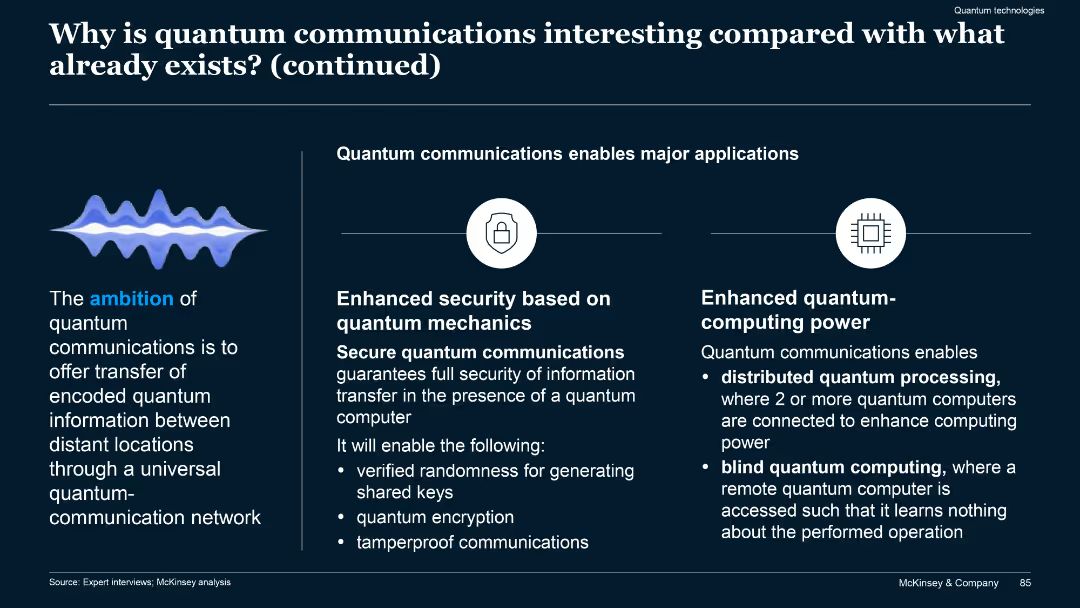 Quantum technologies
Why is quantum communications interesting compared with what
already exists? (continued)
The ambition of
quantum
communications is to
offer transfer of
encoded quantum
information between
distant locations
through a universal
quantum-
communication network
Quantum communications enables major applications
Enhanced security based on
quantum mechanics
Secure quantum communications
guarantees full security of information
transfer in the presence of a quantum
computer
It will enable the following:
• verified randomness for generating
shared keys
• quantum encryption
• tamperproof communications
Enhanced quantum-
computing power
Quantum communications enables
• distributed quantum processing,
where 2 or more quantum computers
are connected to enhance computing
power
• blind quantum computing, where a
remote quantum computer is
accessed such that it learns nothing
about the performed operation
Source: Expert interviews; McKinsey analysis
McKinsey & Company 85